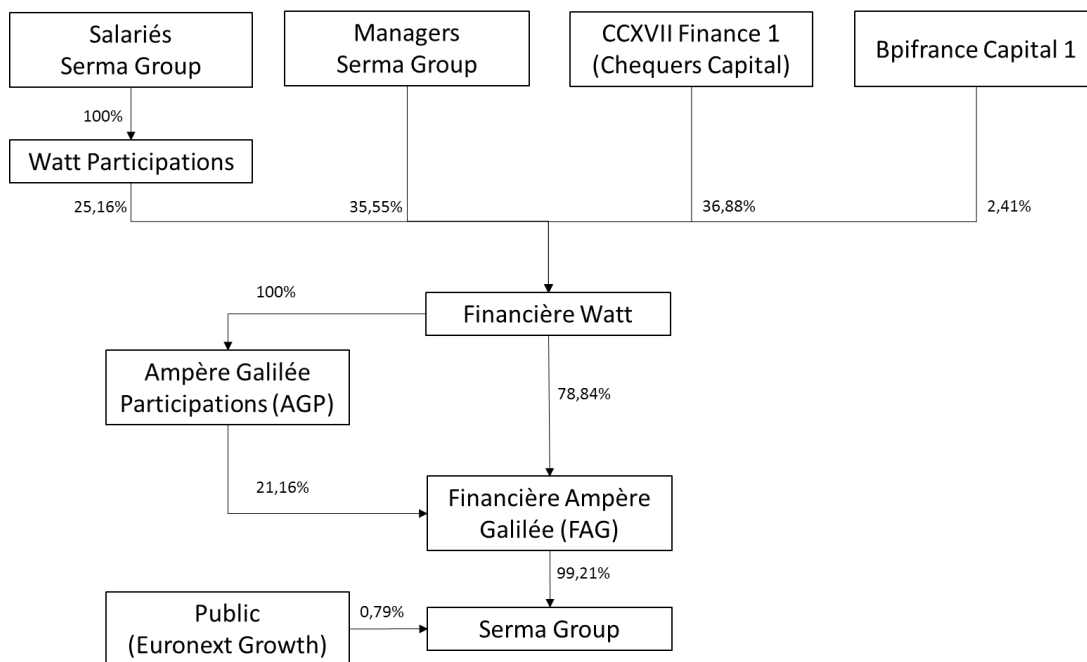 Salariés
Serma Group
Managers
Serma Group
CCXVII Finance 1
(Chequers Capital)
Bpifrance Capital 1
100%
Watt Participations
25,16%
35,55%
36,88%
2,41%
100%
Financière Watt
Ampère Galilée
Participations (AGP)
78,84%
21,16%
Financière Ampère
Galilée (FAG)
99,21%
Public
(Euronext Growth)
0,79%
Serma Group